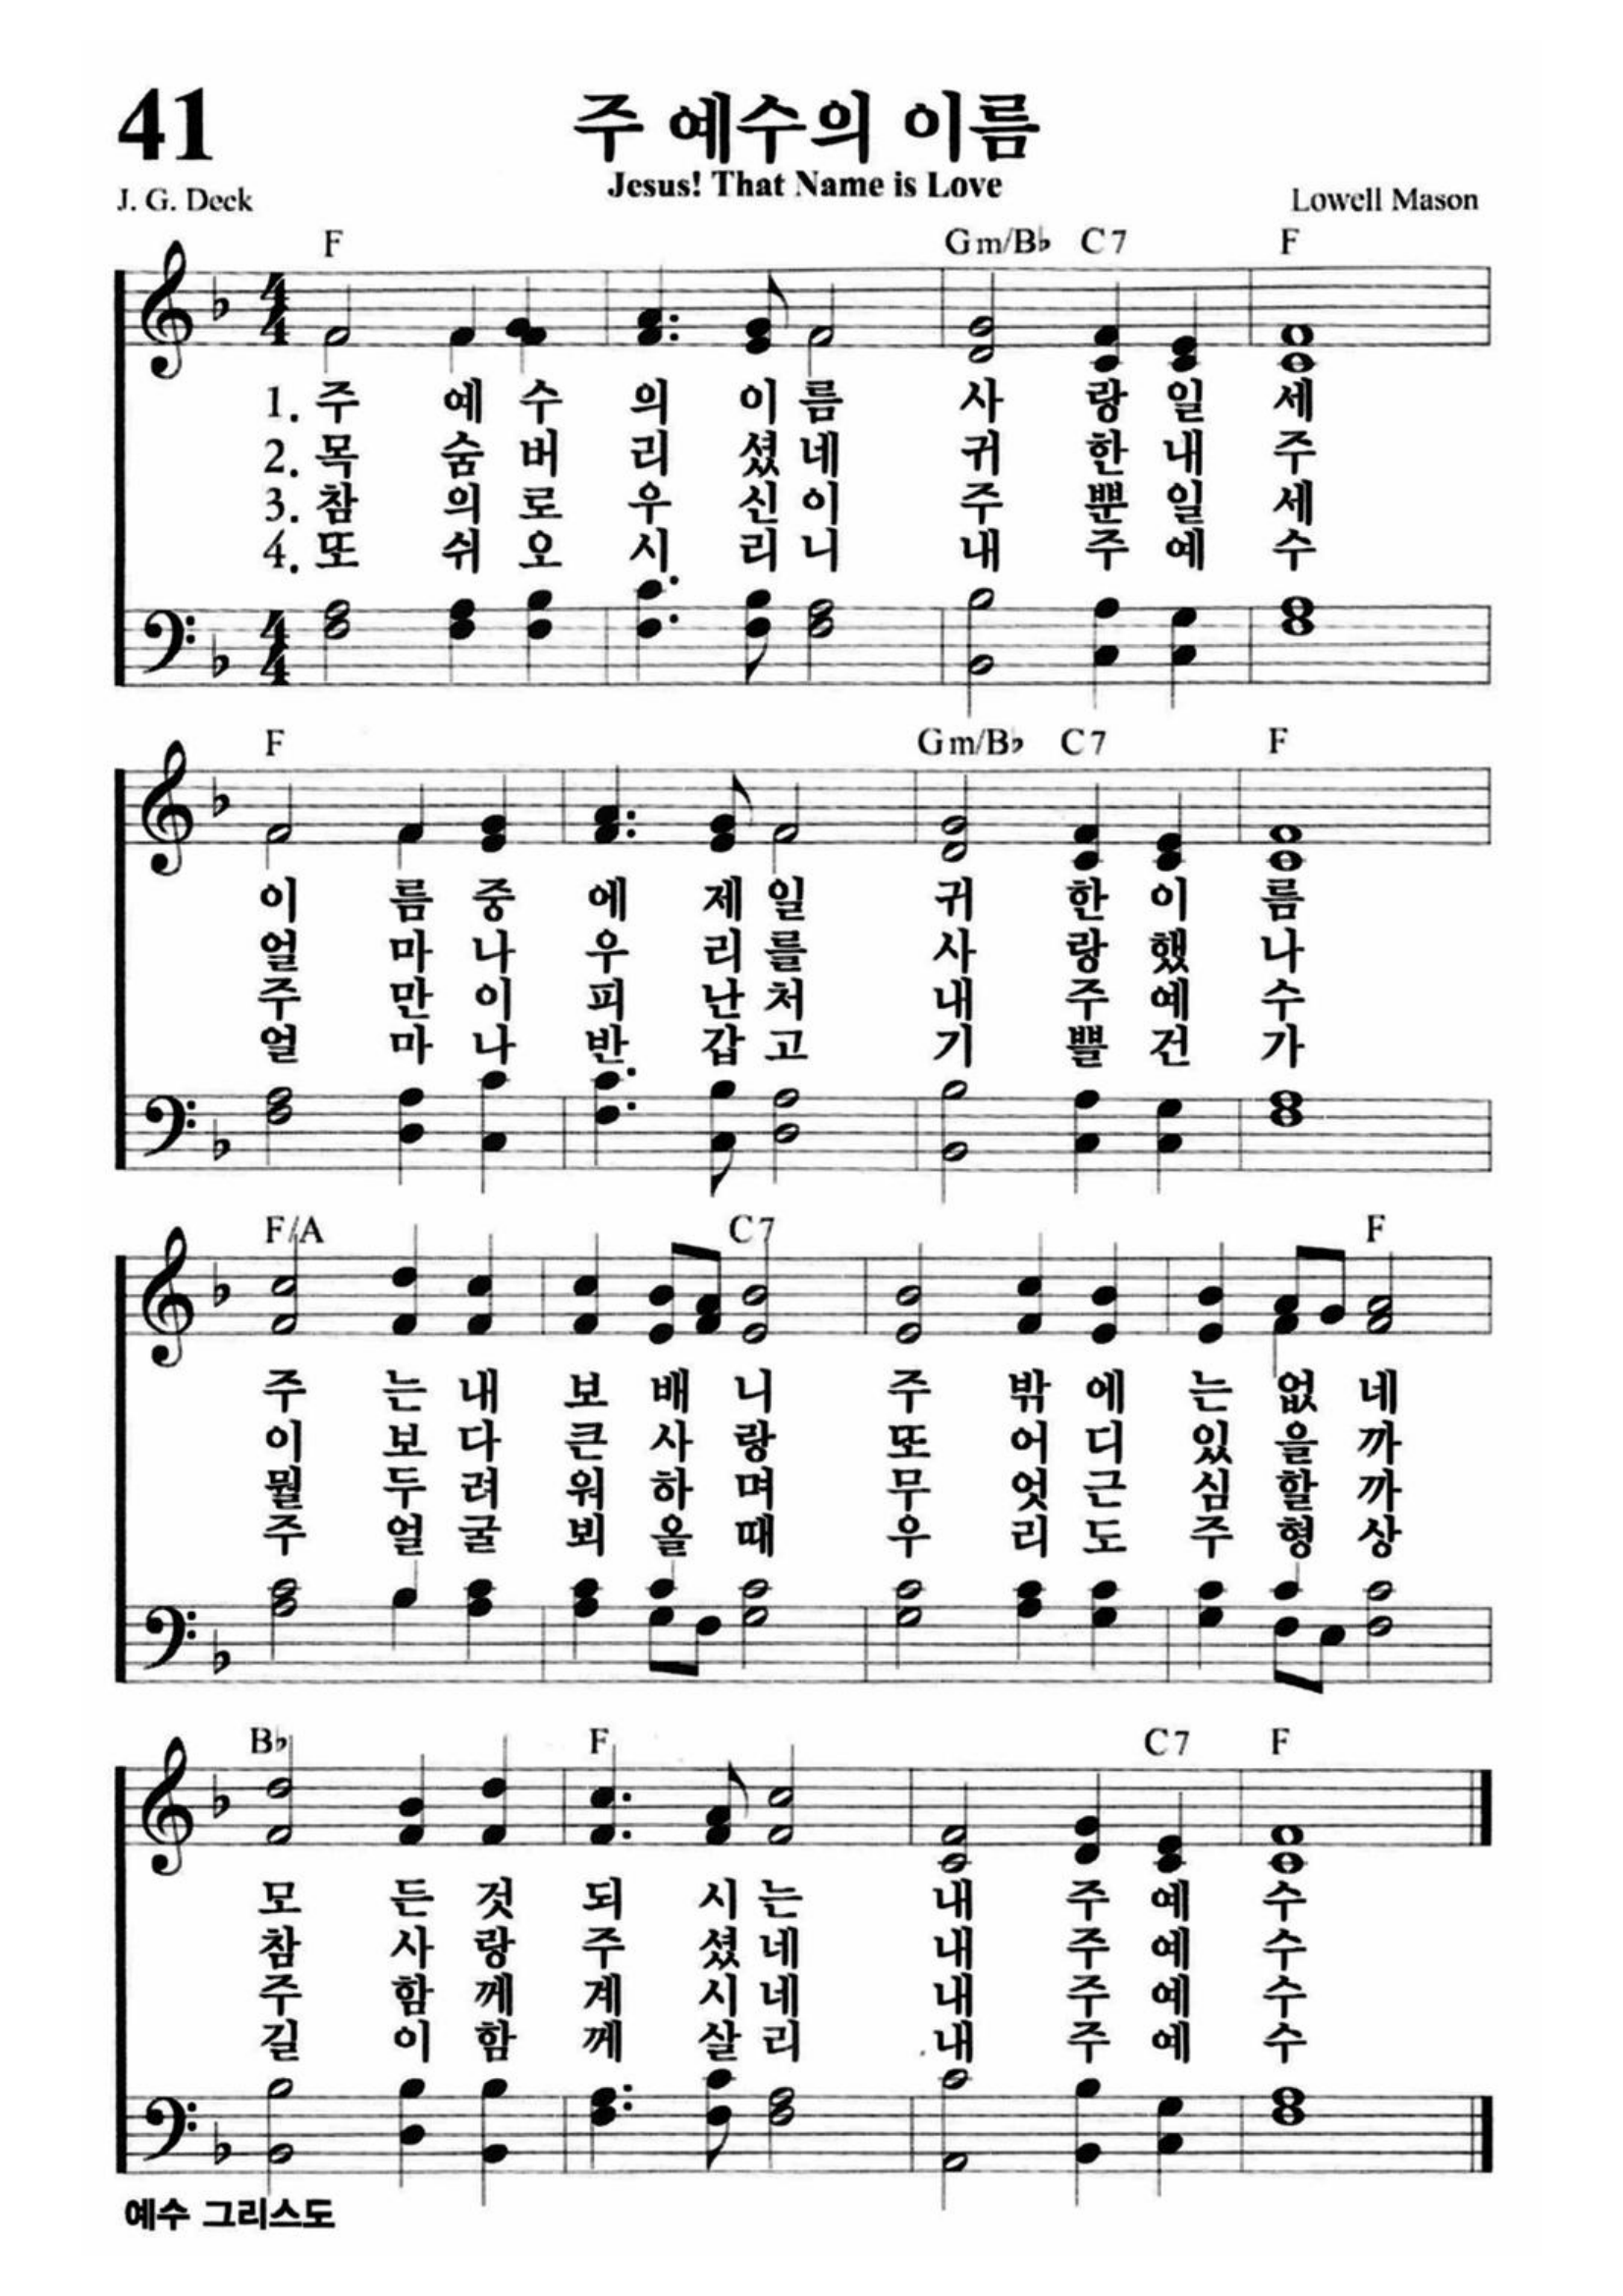 41
주 예수의 이름
Jesus! That Name is Love
J. G. Deck
Lowell Mason
F Gm/B♭ C7 F
1. 주 예 수 의 이 름 사 랑 일 세
2. 목 숨 버 리 셨 네 귀 한 내 주
3. 참 의 로 우 신 이 주 뿐 일 세
4. 또 쉬 오 시 리 니 내 주 예 수
F Gm/B♭ C7 F
이 름 중 에 제 일 귀 한 이 름
얼 마 나 우 리 를 사 랑 했 나
주 만 이 피 난 처 내 주 예 수
얼 마 나 반 갑 고 기 쁠 건 가
F/A C7 F
주 는 내 보 배 니 주 밖 에 는 없 네
이 보 다 큰 사 랑 또 어 디 있 을 까
뭘 두 려 워 하 며 무 엇 근 심 할 까
주 얼 굴 뵈 올 때 우 리 도 주 형 상
B♭ F C7 F
모 든 것 되 시 는 내 주 예 수
참 사 랑 주 셨 네 내 주 예 수
주 함 께 계 시 네 내 주 예 수
길 이 함 께 살 리 내 주 예 수
예수 그리스도